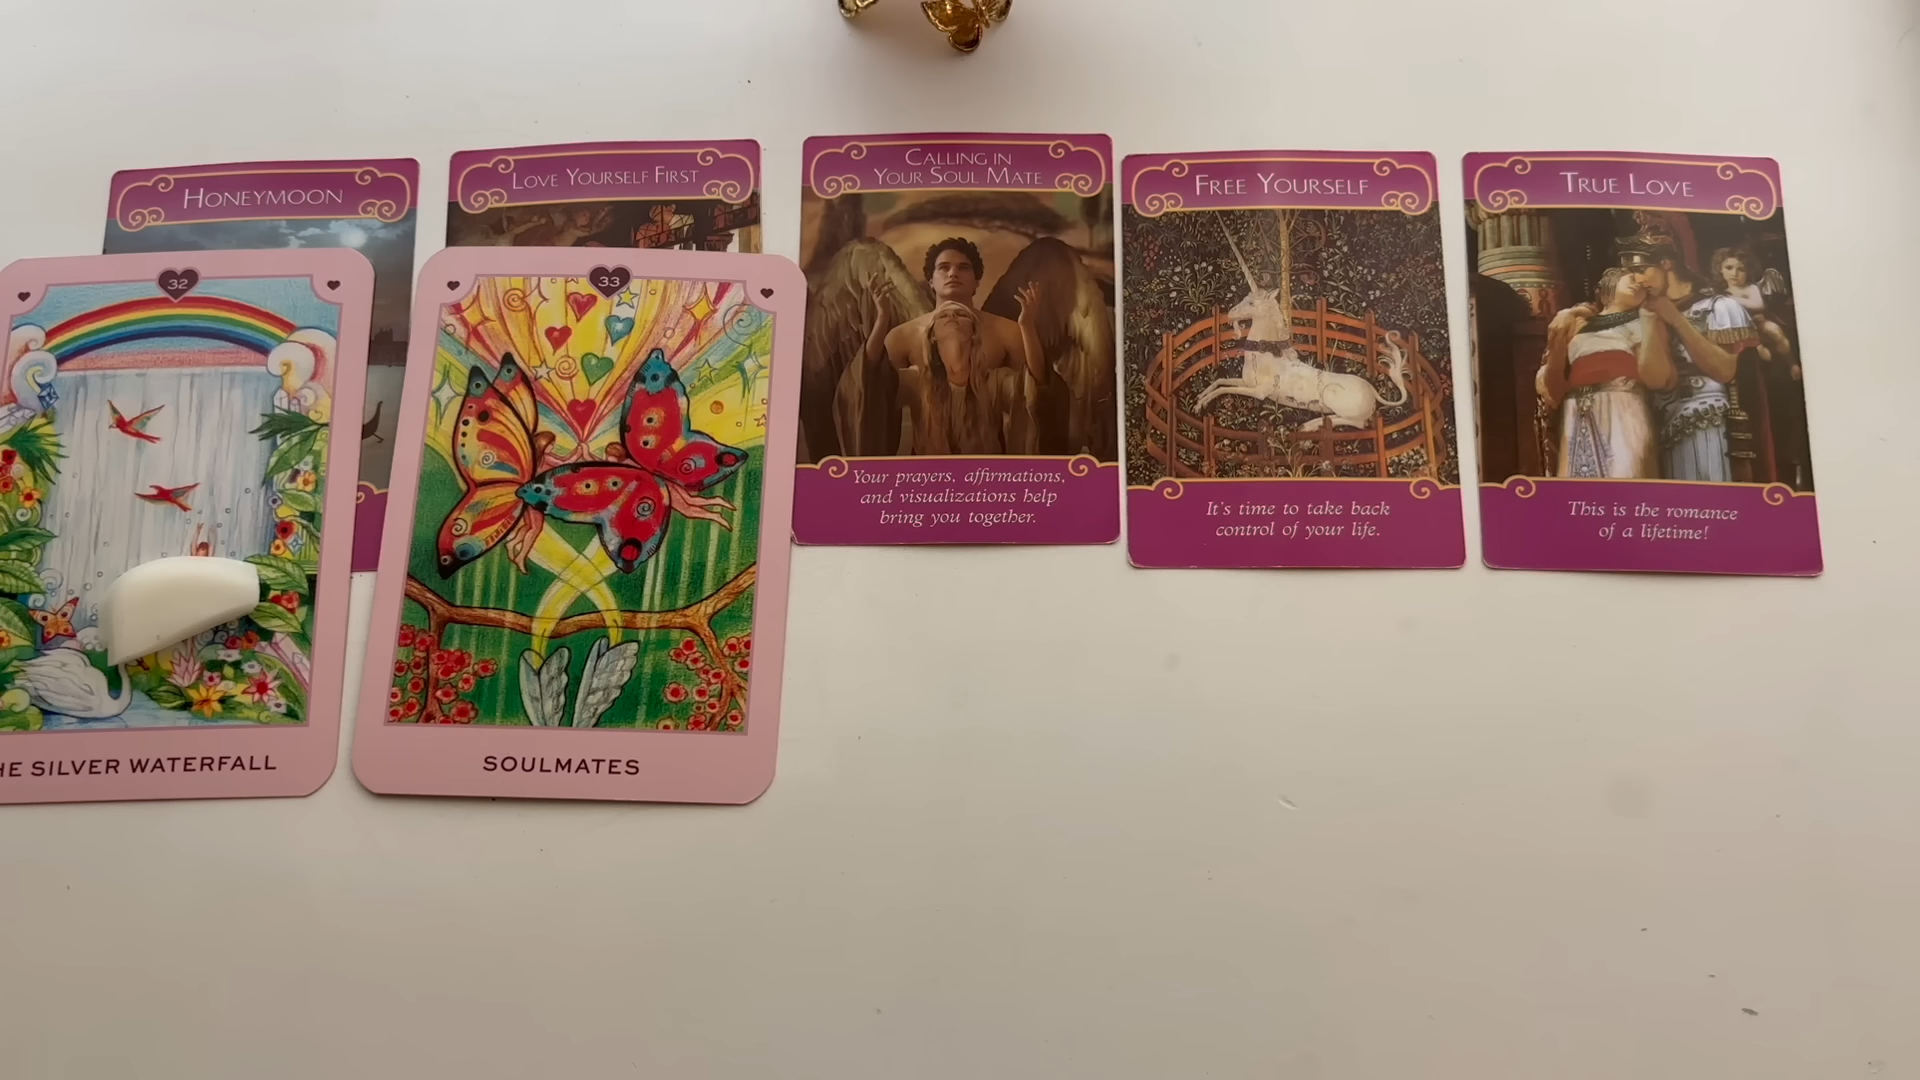 HONEYMOON
LOVE YOURSELF FIRST
CALLING IN
YOUR SOUL MATE
Your prayers, affirmations,
and visualizations help
bring you together.
FREE YOURSELF
It's time to take back
control of your life.
TRUE LOVE
This is the romance
of a lifetime!
32
HE SILVER WATERFALL
33
SOULMATES